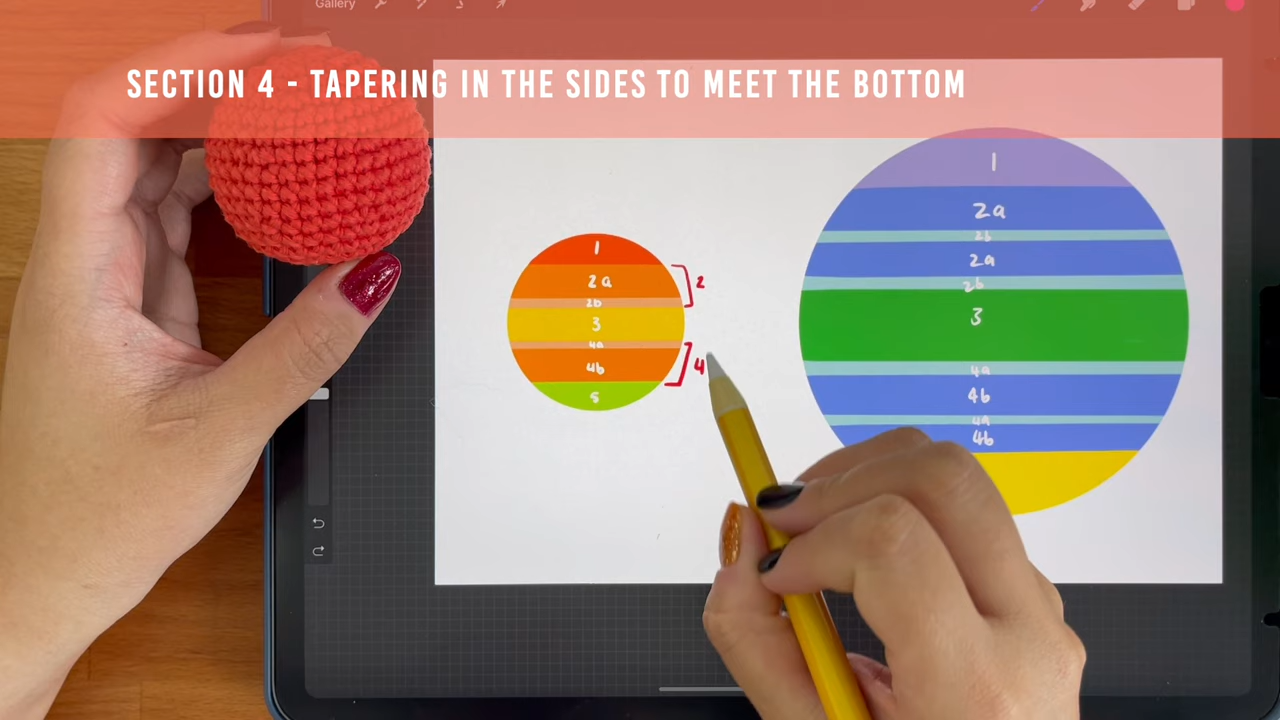 Gallery
SECTION 4 - TAPERING IN THE SIDES TO MEET THE BOTTOM
1
2a
2b
3
4a
4b
5
2
4
1
2a
2b
2a
2b
3
4a
4b
4a
4b